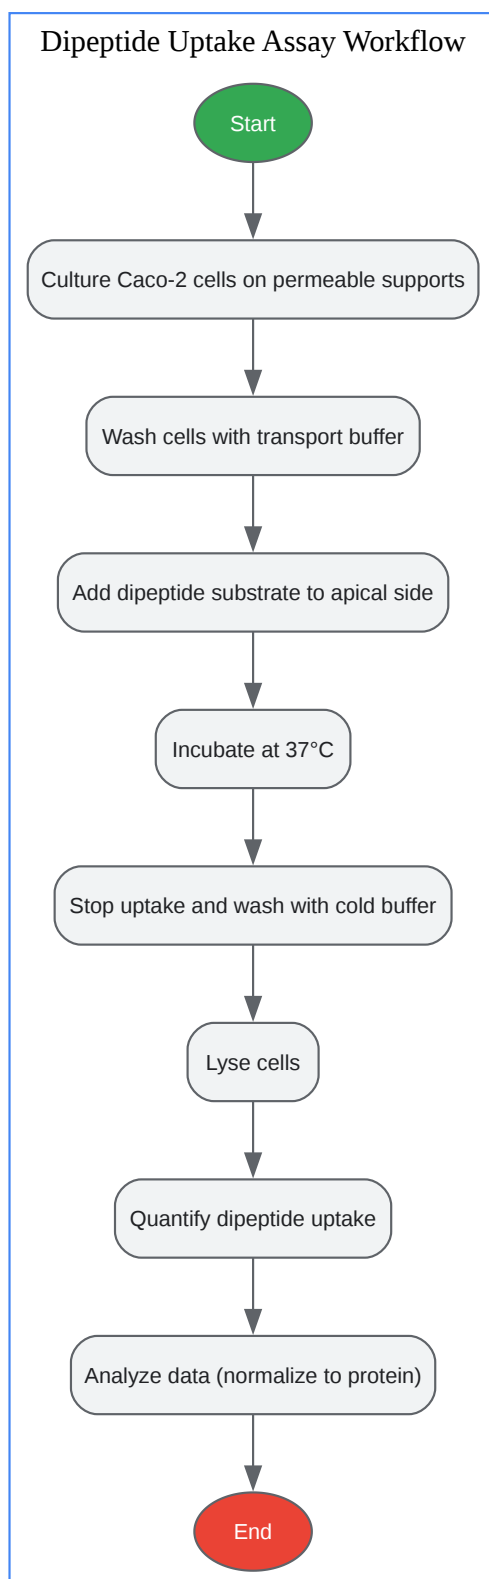 Dipeptide Uptake Assay Workflow
Start
Culture Caco-2 cells on permeable supports
Wash cells with transport buffer
Add dipeptide substrate to apical side
Incubate at 37°C
Stop uptake and wash with cold buffer
Lyse cells
Quantify dipeptide uptake
Analyze data (normalize to protein)
End